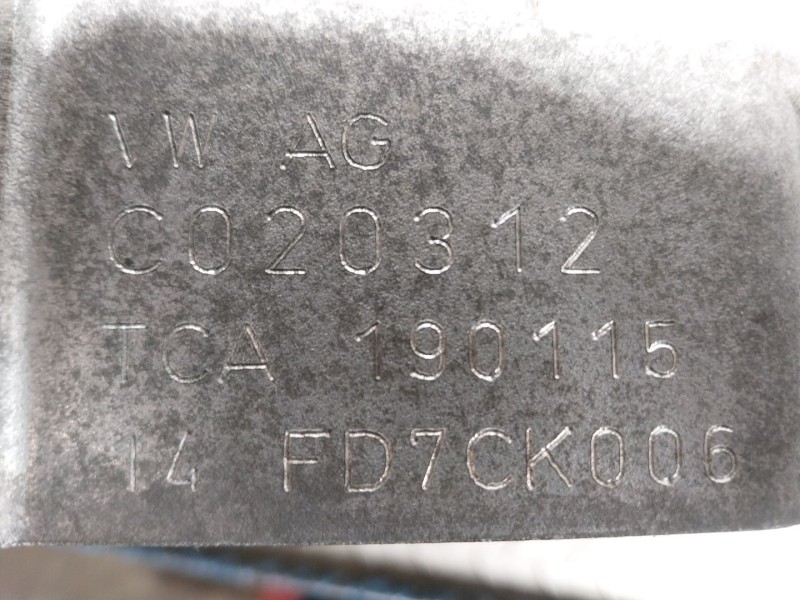 VW AG
C020312
TCA 190115
14 FD7CK006